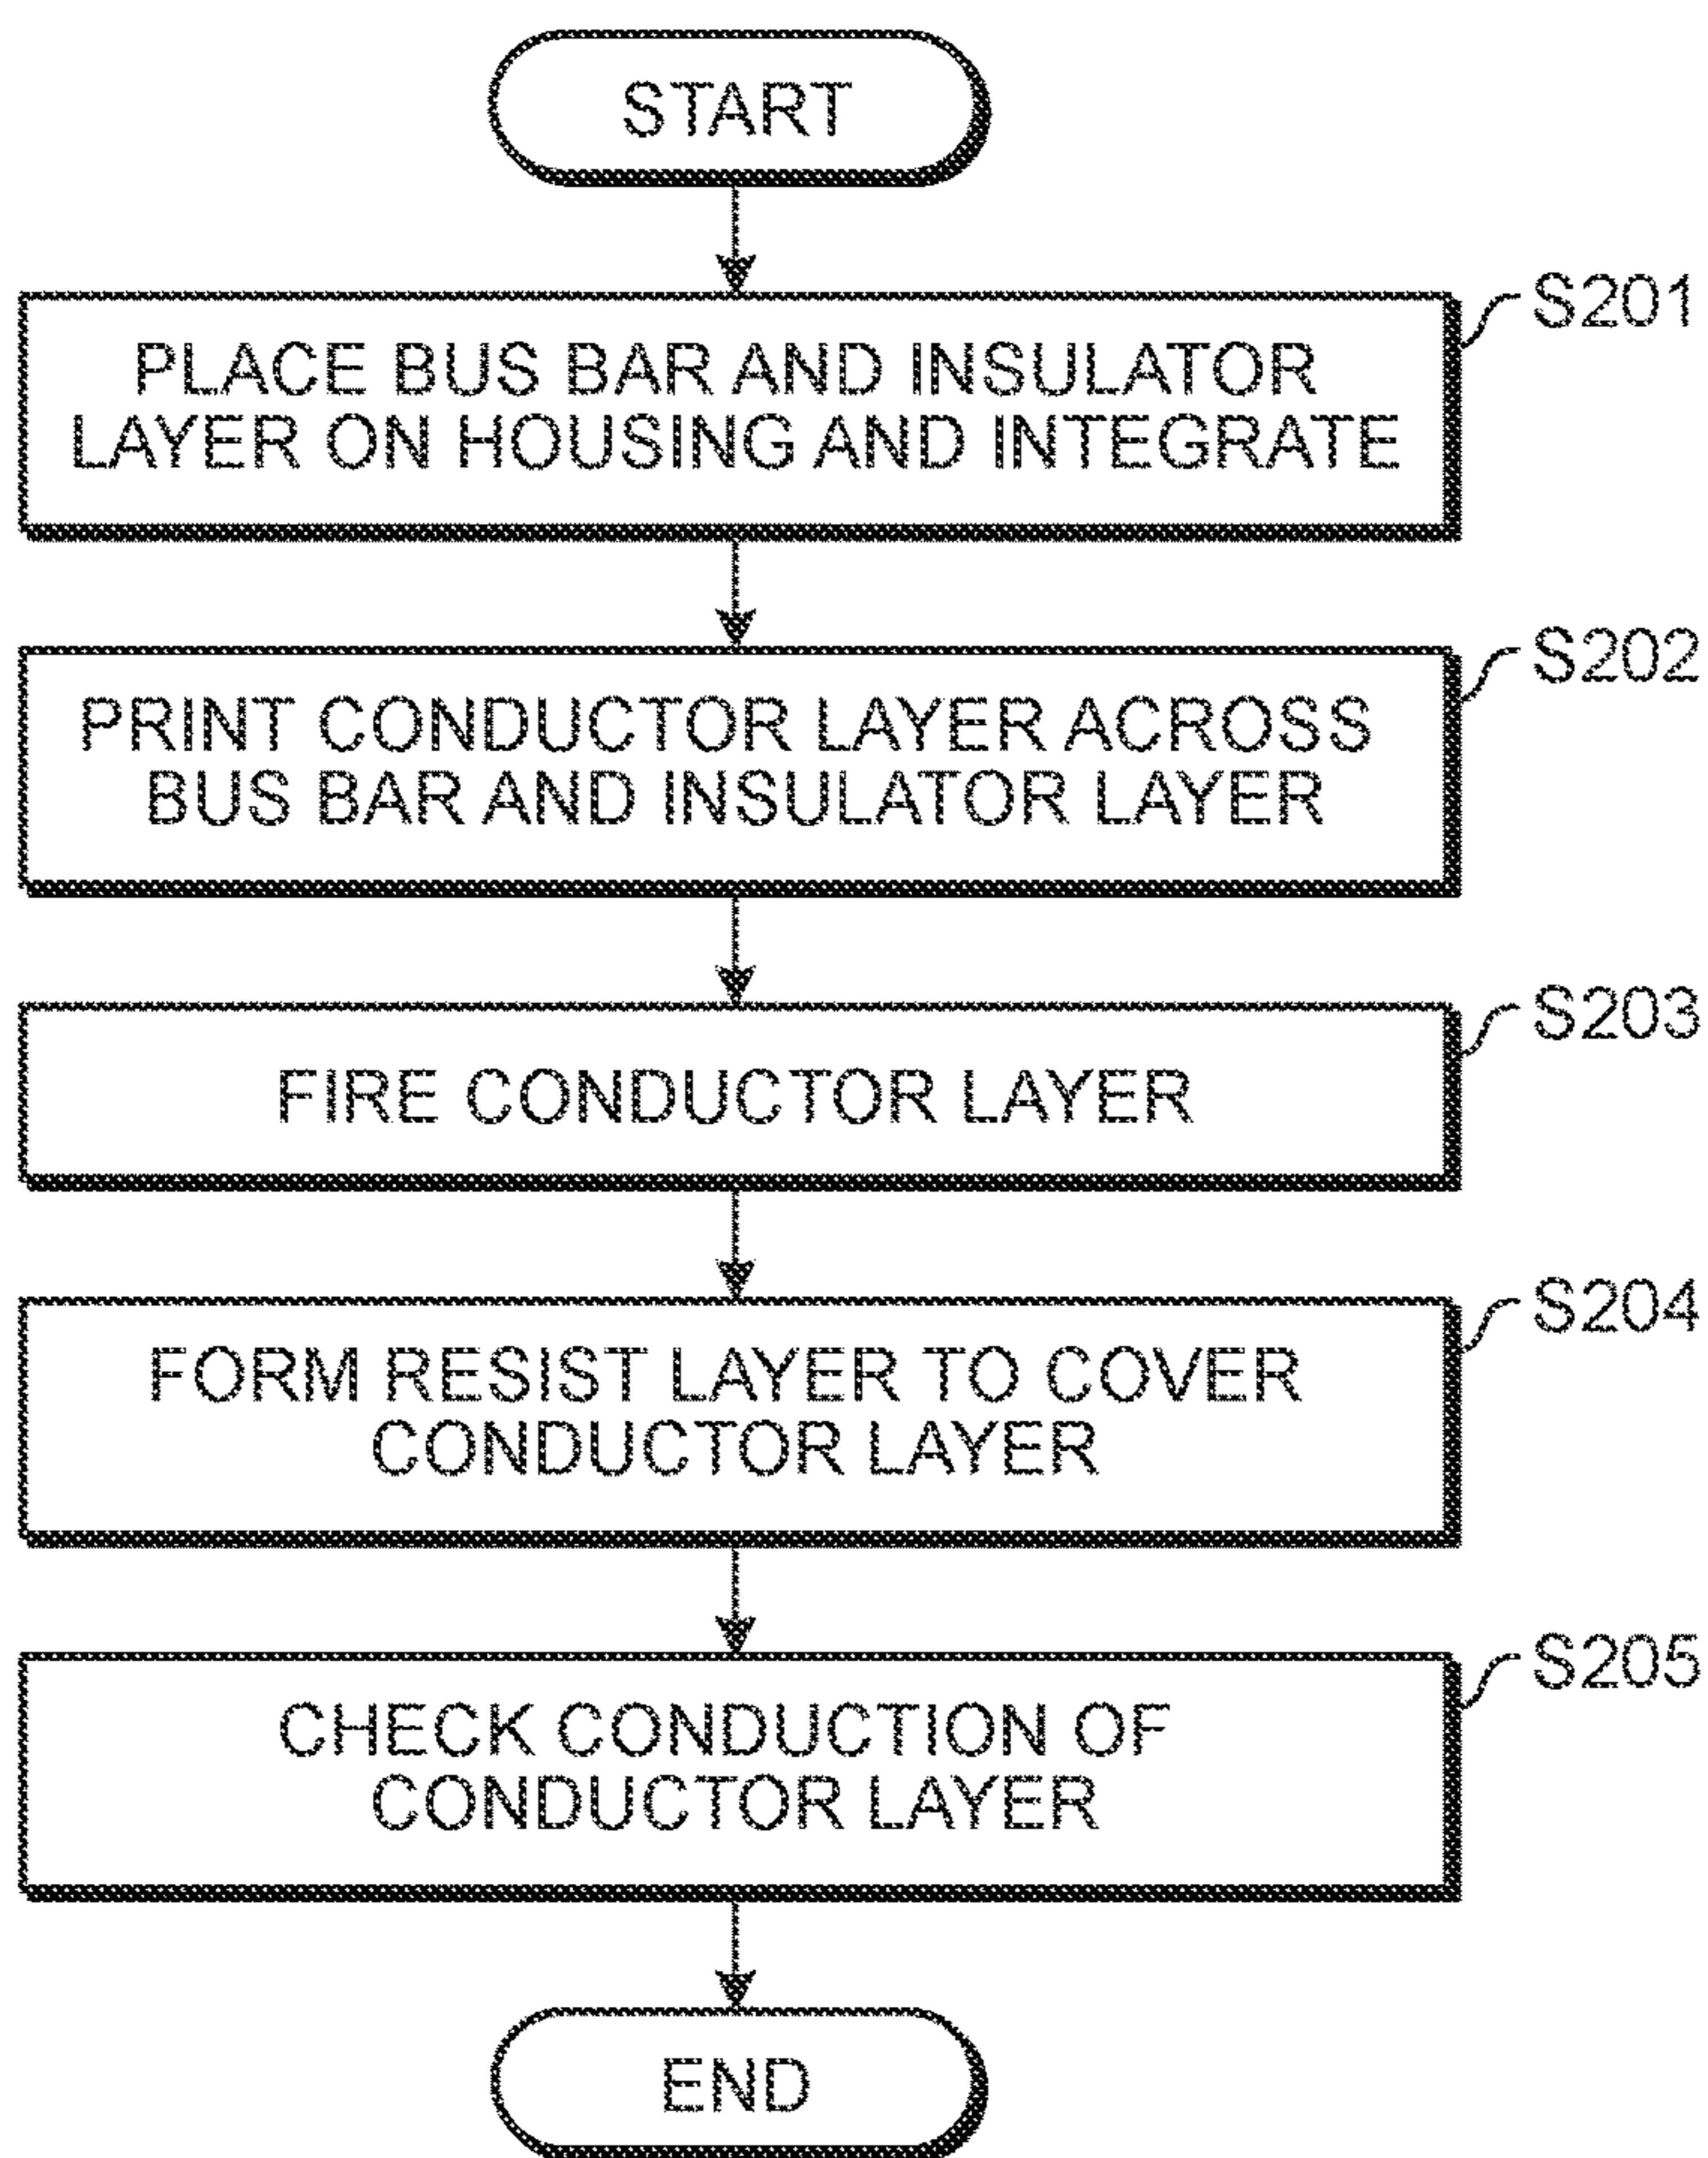 START
S201
PLACE BUS BAR AND INSULATOR
LAYER ON HOUSING AND INTEGRATE
S202
PRINT CONDUCTOR LAYER ACROSS
BUS BAR AND INSULATOR LAYER
S203
FIRE CONDUCTOR LAYER
S204
FORM RESIST LAYER TO COVER
CONDUCTOR LAYER
S205
CHECK CONDUCTION OF
CONDUCTOR LAYER
END